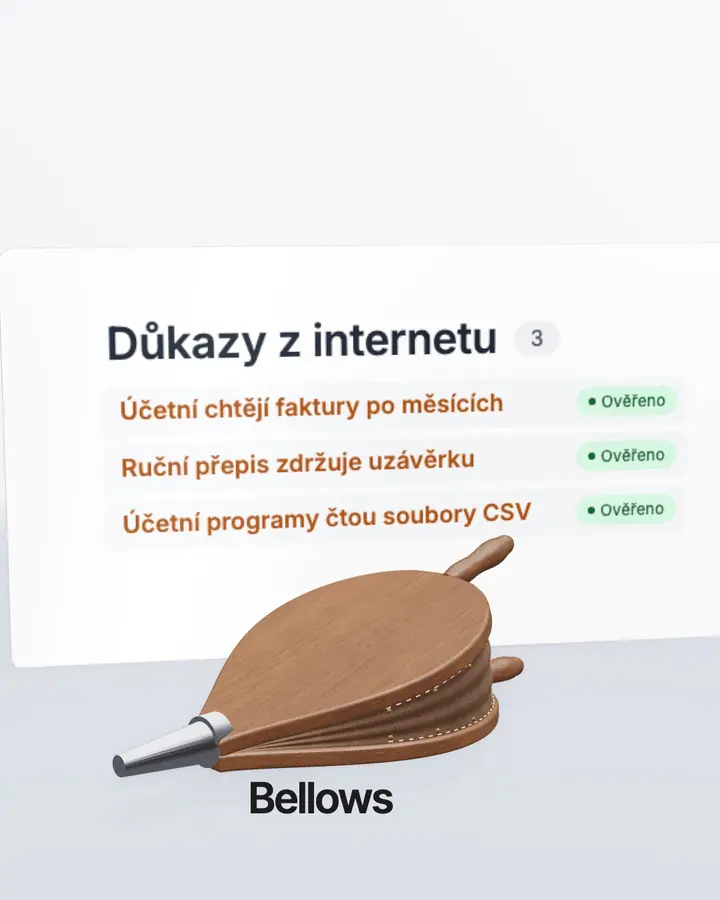 Důkazy z internetu 3
Účetní chtějí faktury po měsících Ověřeno
Ruční přepis zdržuje uzávěrku Ověřeno
Účetní programy čtou soubory CSV Ověřeno
Bellows